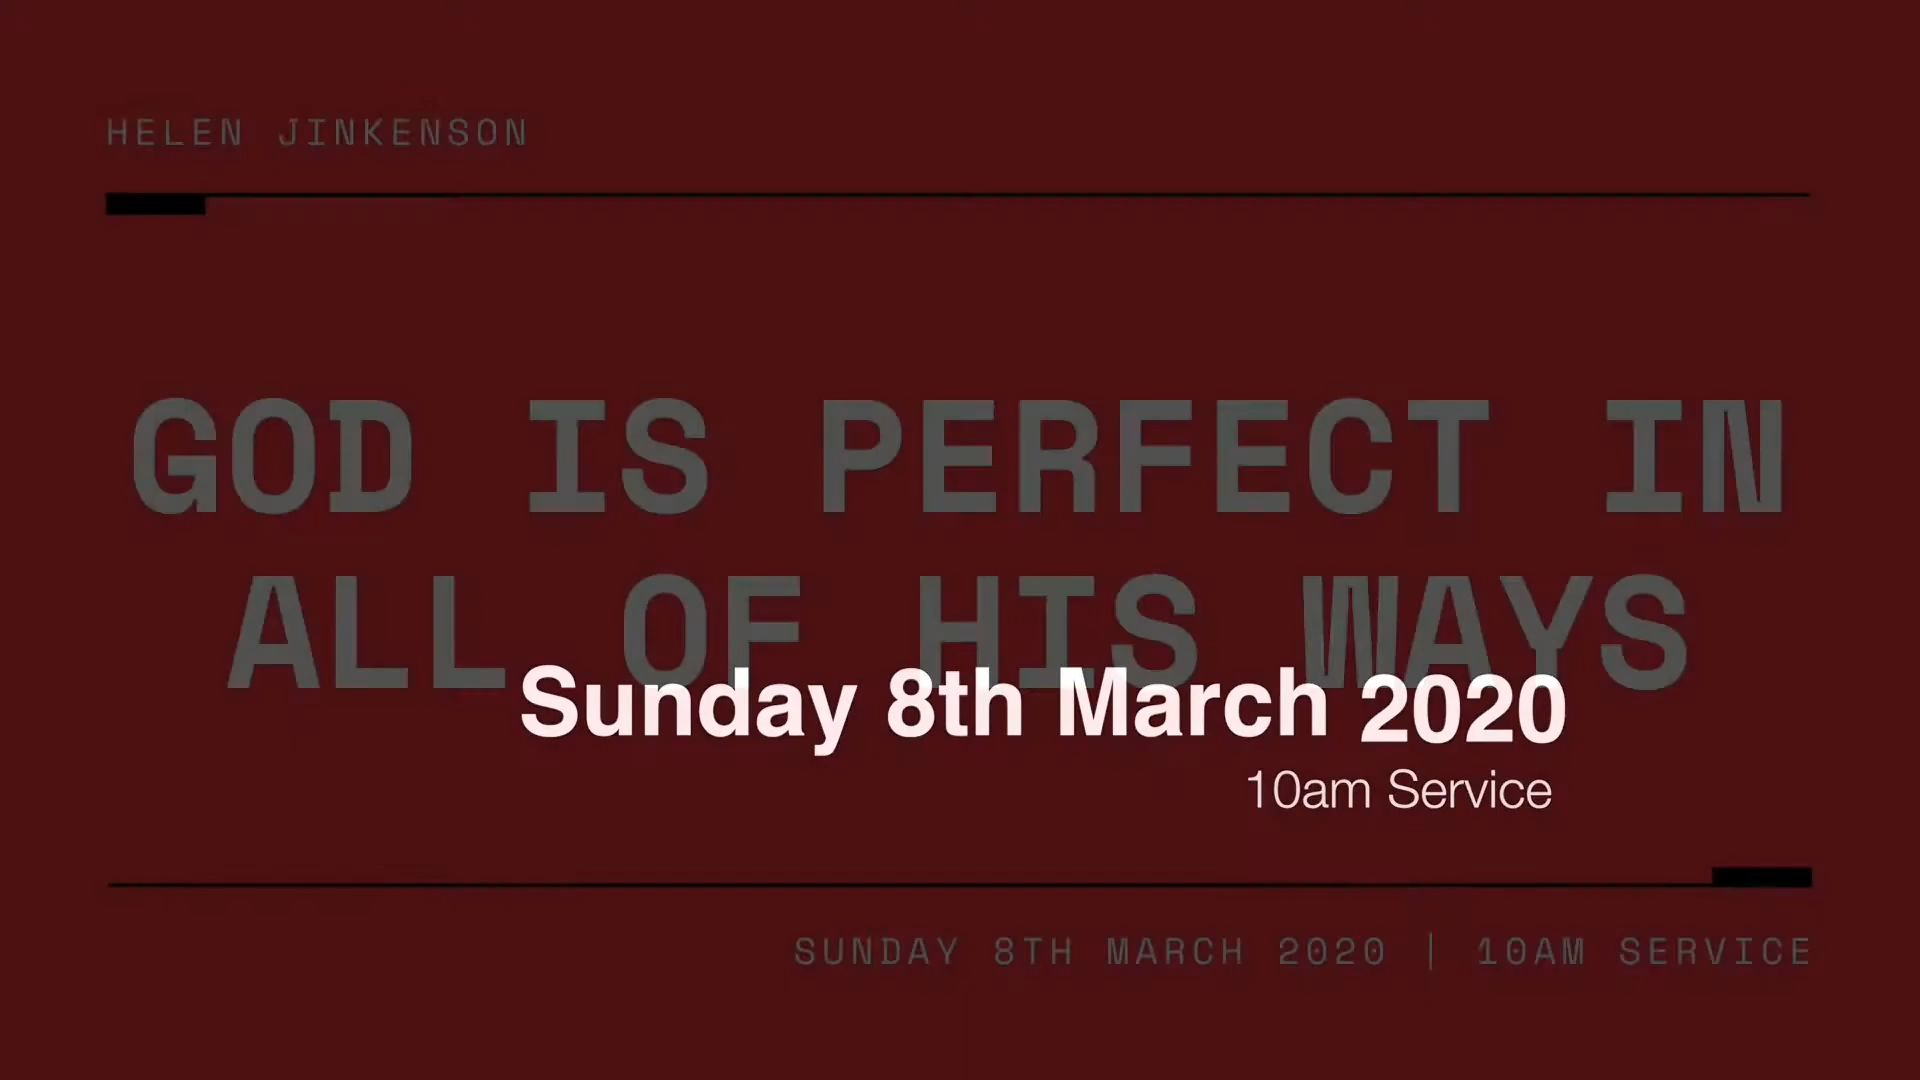 HELEN JINKENSON
GOD IS PERFECT IN
ALL OF HIS WAYS
Sunday 8th March 2020
10am Service
SUNDAY 8TH MARCH 2020 | 10AM SERVICE